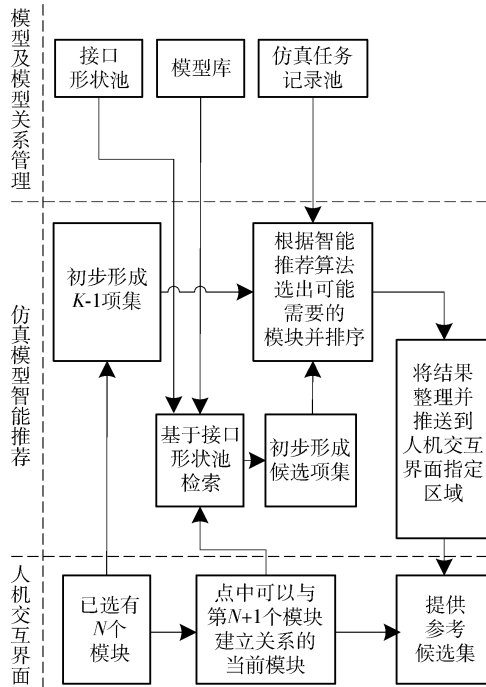 模型及模型关系管理
接口
形状池
模型库
仿真任务
记录池
仿真模型智能推荐
初步形成
K-1项集
根据智能
推荐算法
选出可能
需要的
模块并排序
将结果
整理并
推送到
人机交互
界面指定
区域
基于接口
形状池
检索
初步形成
候选项集
人机交互界面
已选有
N个
模块
点中可以与
第N+1个模块
建立关系的
当前模块
提供
参考
候选集